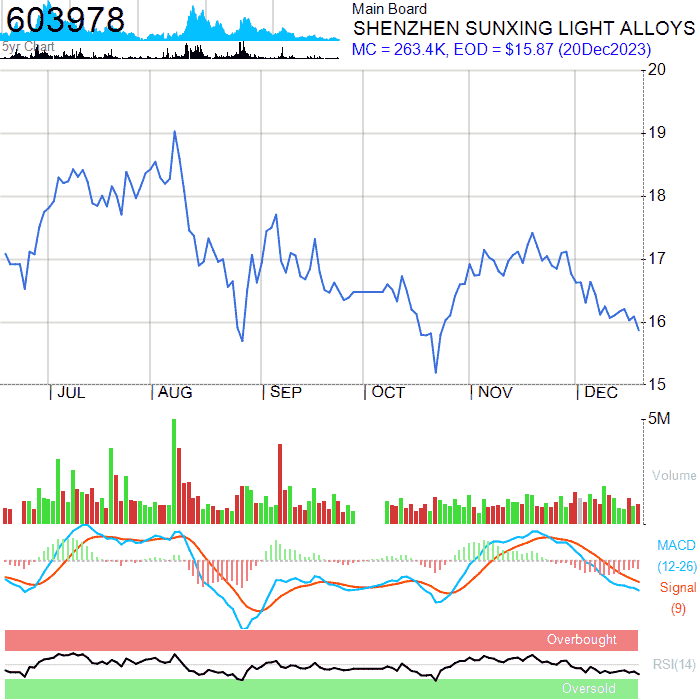 603978
5yr Chart
Main Board
SHENZHEN SUNXING LIGHT ALLOYS
MC = 263.4K, EOD = $15.87 (20Dec2023)
20
19
18
17
16
15
JUL AUG SEP OCT NOV DEC
5M
Volume
MACD
(12-26)
Signal
(9)
Overbought
RSI(14)
Oversold